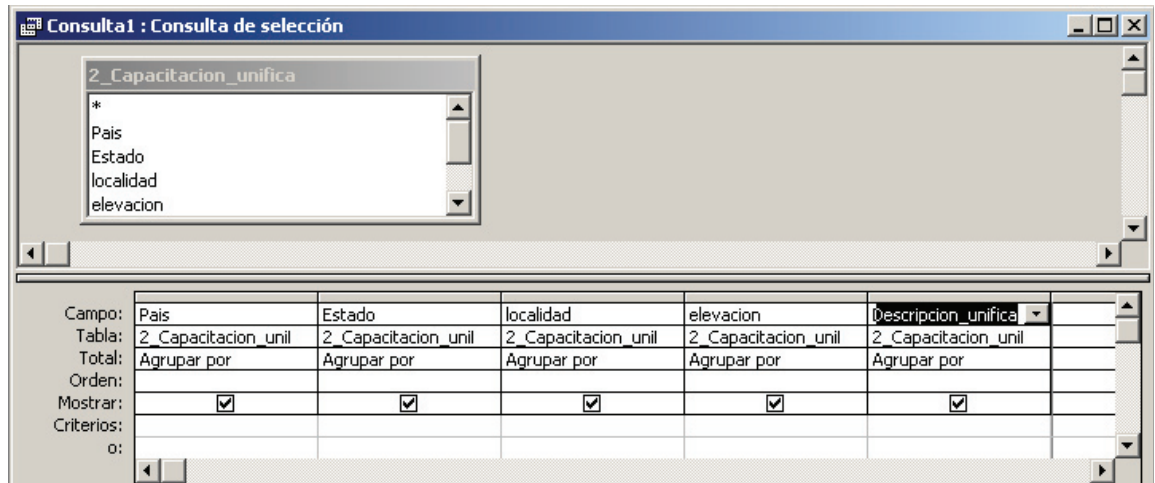 Consulta1 : Consulta de selección
2_Capacitacion_unifica
*
Pais
Estado
localidad
elevacion
Campo: Pais Estado localidad elevacion Descripcion_unifica
Tabla: 2_Capacitacion_unil 2_Capacitacion_unil 2_Capacitacion_unil 2_Capacitacion_unil 2_Capacitacion_unil
Total: Agrupar por Agrupar por Agrupar por Agrupar por Agrupar por
Orden:
Mostrar:
Criterios:
o: